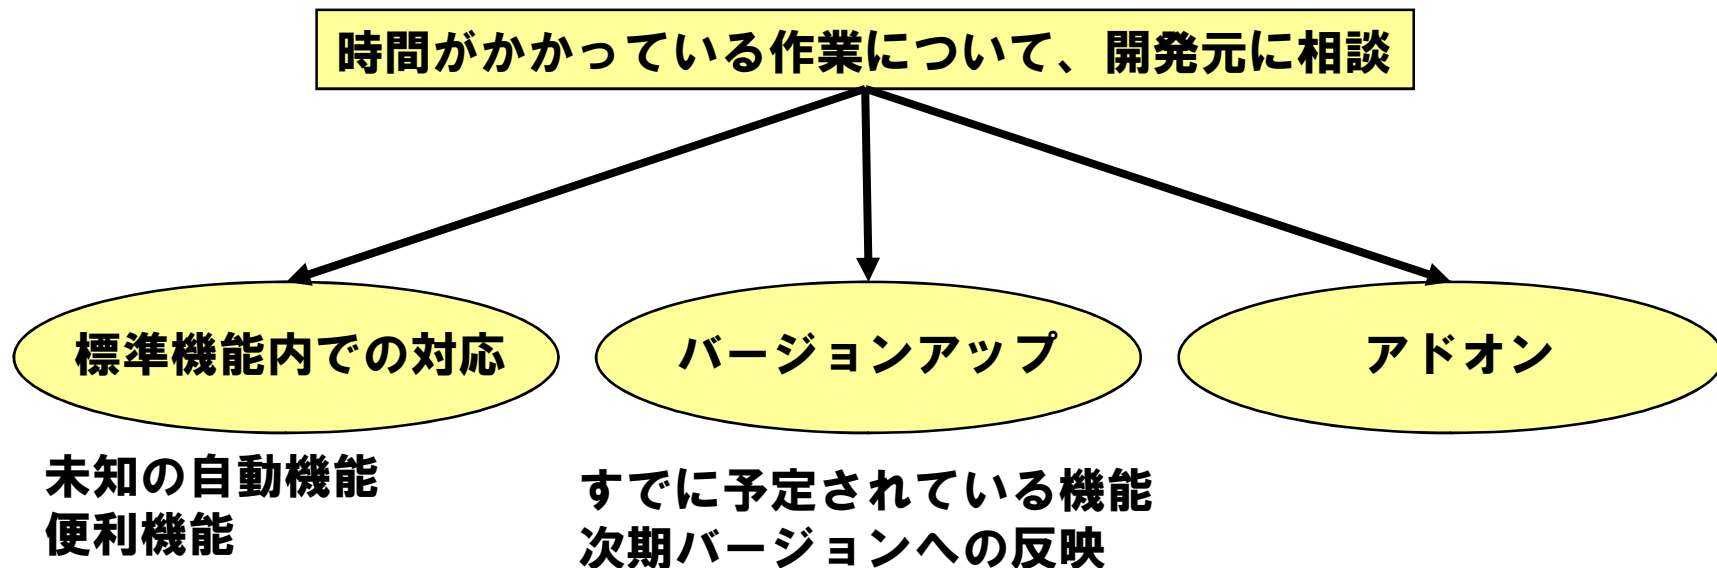 時間がかかっている作業について、開発元に相談
標準機能内での対応
バージョンアップ
アドオン
未知の自動機能
便利機能
すでに予定されている機能
次期バージョンへの反映